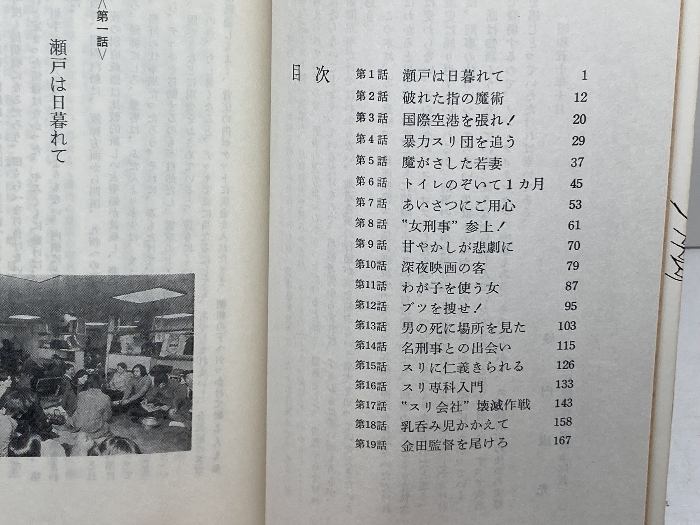 <第一話>
瀬戸は日暮れて
目次
第1話 瀬戸は日暮れて 1
第2話 破れた指の魔術 12
第3話 国際空港を張れ！ 20
第4話 暴力スリ団を追う 29
第5話 魔がさした若妻 37
第6話 トイレのぞいて1カ月 45
第7話 あいさつにご用心 53
第8話 “女刑事”参上！ 61
第9話 甘やかしが悲劇に 70
第10話 深夜映画の客 79
第11話 わが子を使う女 87
第12話 ブツを捜せ！ 95
第13話 男の死に場所を見た 103
第14話 名刑事との出会い 115
第15話 スリに仁義きられる 126
第16話 スリ専科入門 133
第17話 “スリ会社”壊滅作戦 143
第18話 乳呑み児かかえて 158
第19話 金田監督を尾けろ 167